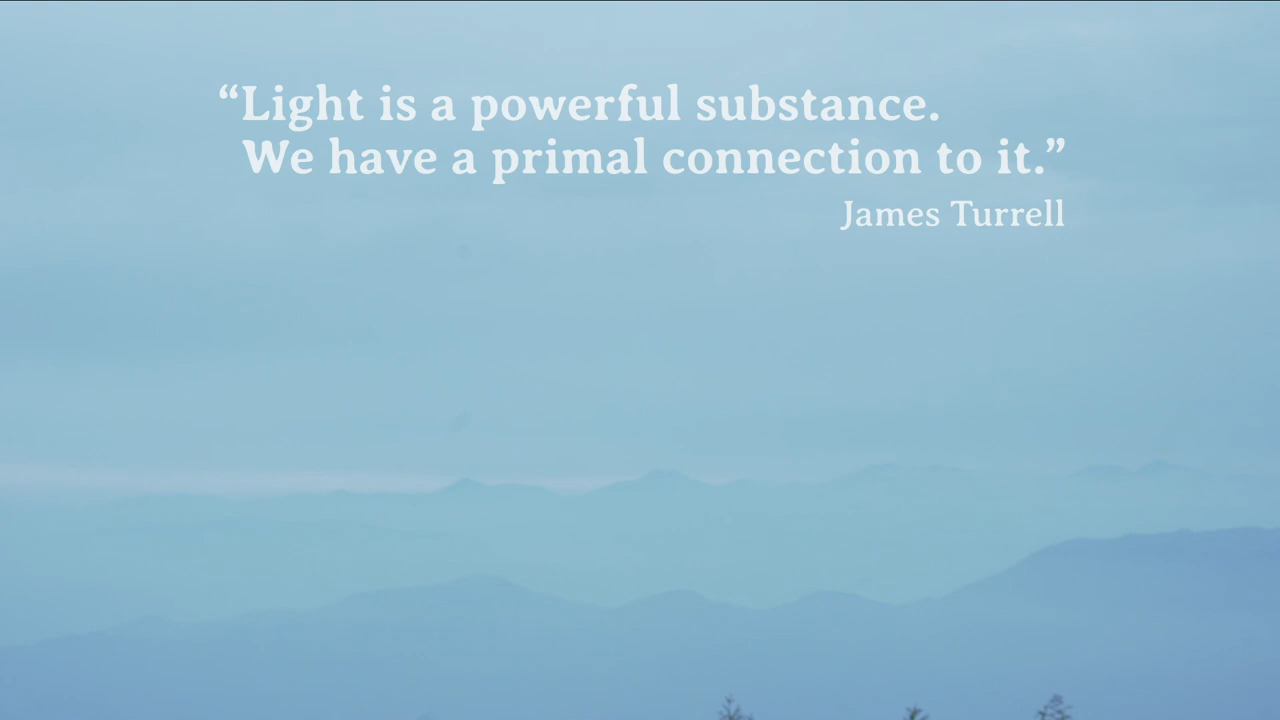 “Light is a powerful substance.
We have a primal connection to it.”
James Turrell